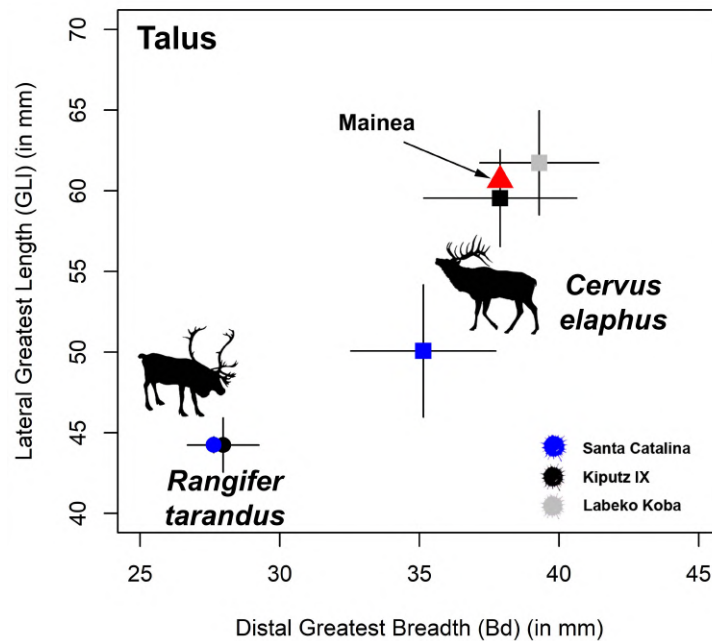 Talus
Mainea
Cervus
elaphus
Rangifer
tarandus
Santa Catalina
Kiputz IX
Labeko Koba
Lateral Greatest Length (GLI) (in mm)
70
65
60
55
50
45
40
25
30
35
40
45
Distal Greatest Breadth (Bd) (in mm)